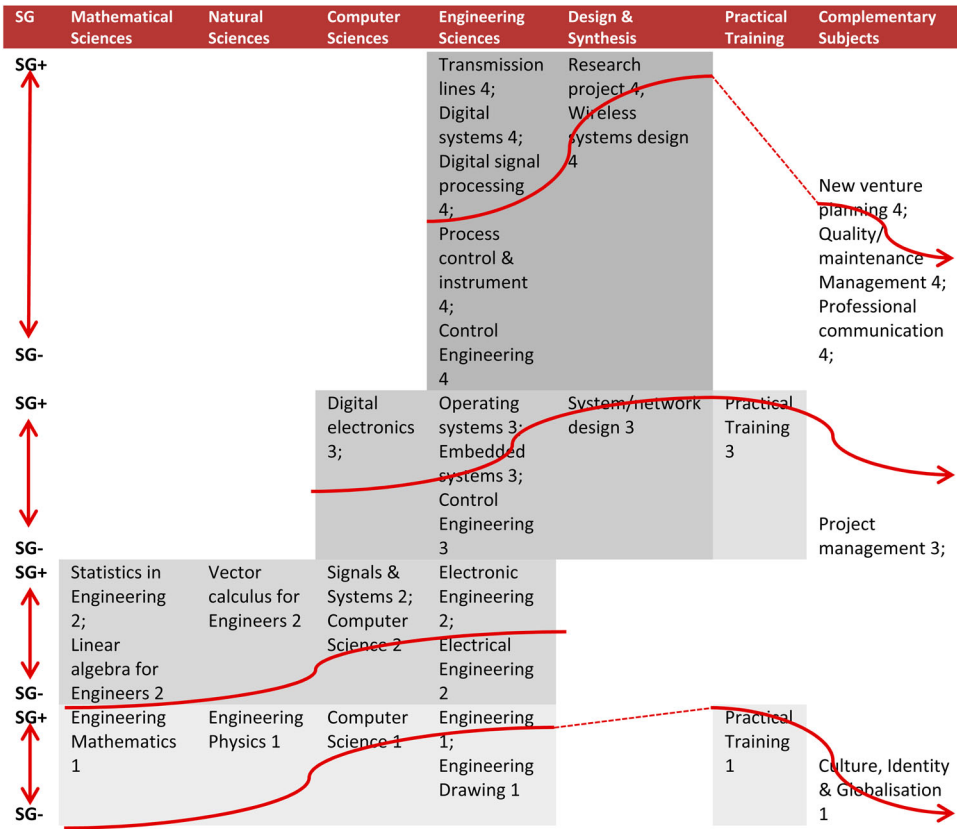 SG
Mathematical
Sciences
Natural
Sciences
Computer
Sciences
Engineering
Sciences
Design &
Synthesis
Practical
Training
Complementary
Subjects
SG+
Transmission
lines 4;
Digital
systems 4;
Digital signal
processing
4;
Process
control &
instrument
4;
Control
Engineering
4
Research
project 4;
Wireless
systems design
4
New venture
planning 4;
Quality/
maintenance
Management 4;
Professional
communication
4;
SG-
SG+
Digital
electronics
3;
Operating
systems 3;
Embedded
systems 3;
Control
Engineering
3
System/network
design 3
Practical
Training
3
Project
management 3;
SG-
SG+
Statistics in
Engineering
2;
Linear
algebra for
Engineers 2
Vector
calculus for
Engineers 2
Signals &
Systems 2;
Computer
Science 2
Electronic
Engineering
2;
Electrical
Engineering
2
SG-
SG+
Engineering
Mathematics
1
Engineering
Physics 1
Computer
Science 1
Engineering
1;
Engineering
Drawing 1
Practical
Training
1
Culture, Identity
& Globalisation
1
SG-